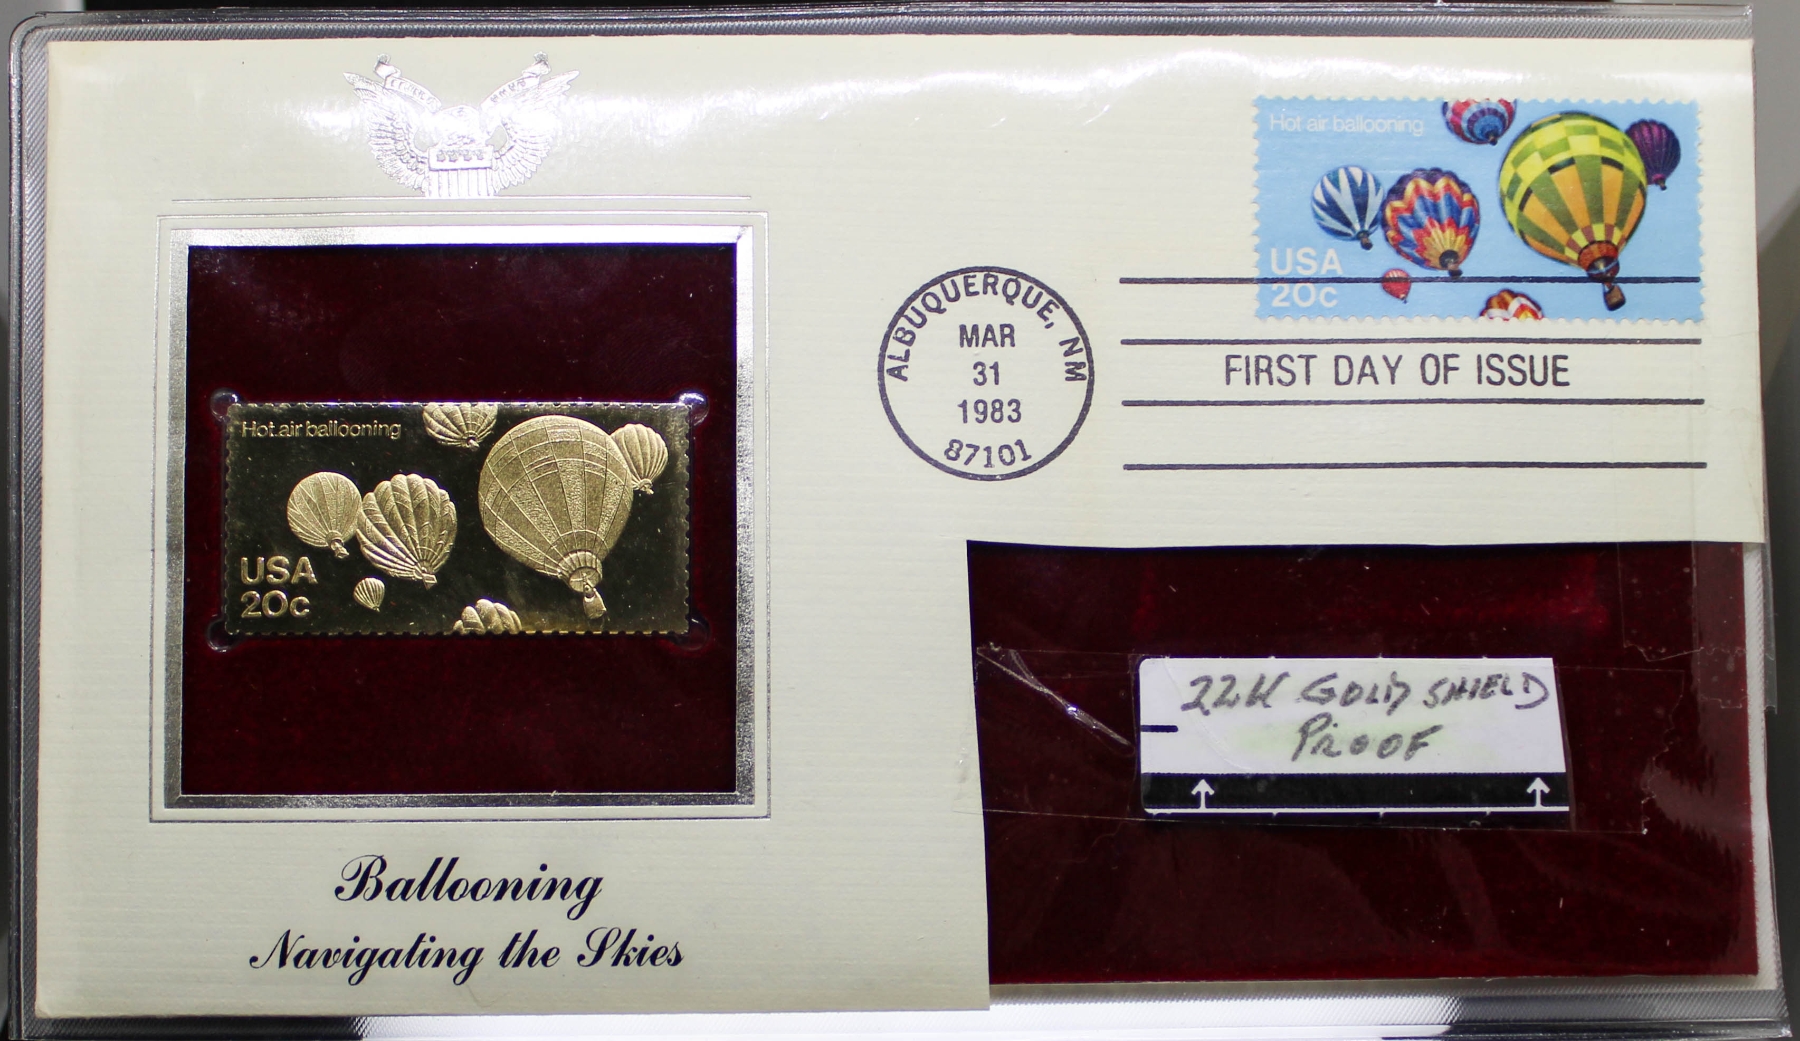 Hot air ballooning
USA
20c
Ballooning
Navigating the Skies
ALBUQUERQUE, NM
MAR
31
1983
87101
Hot air ballooning
USA
20c
FIRST DAY OF ISSUE
22K GOLD SHIELD
PROOF